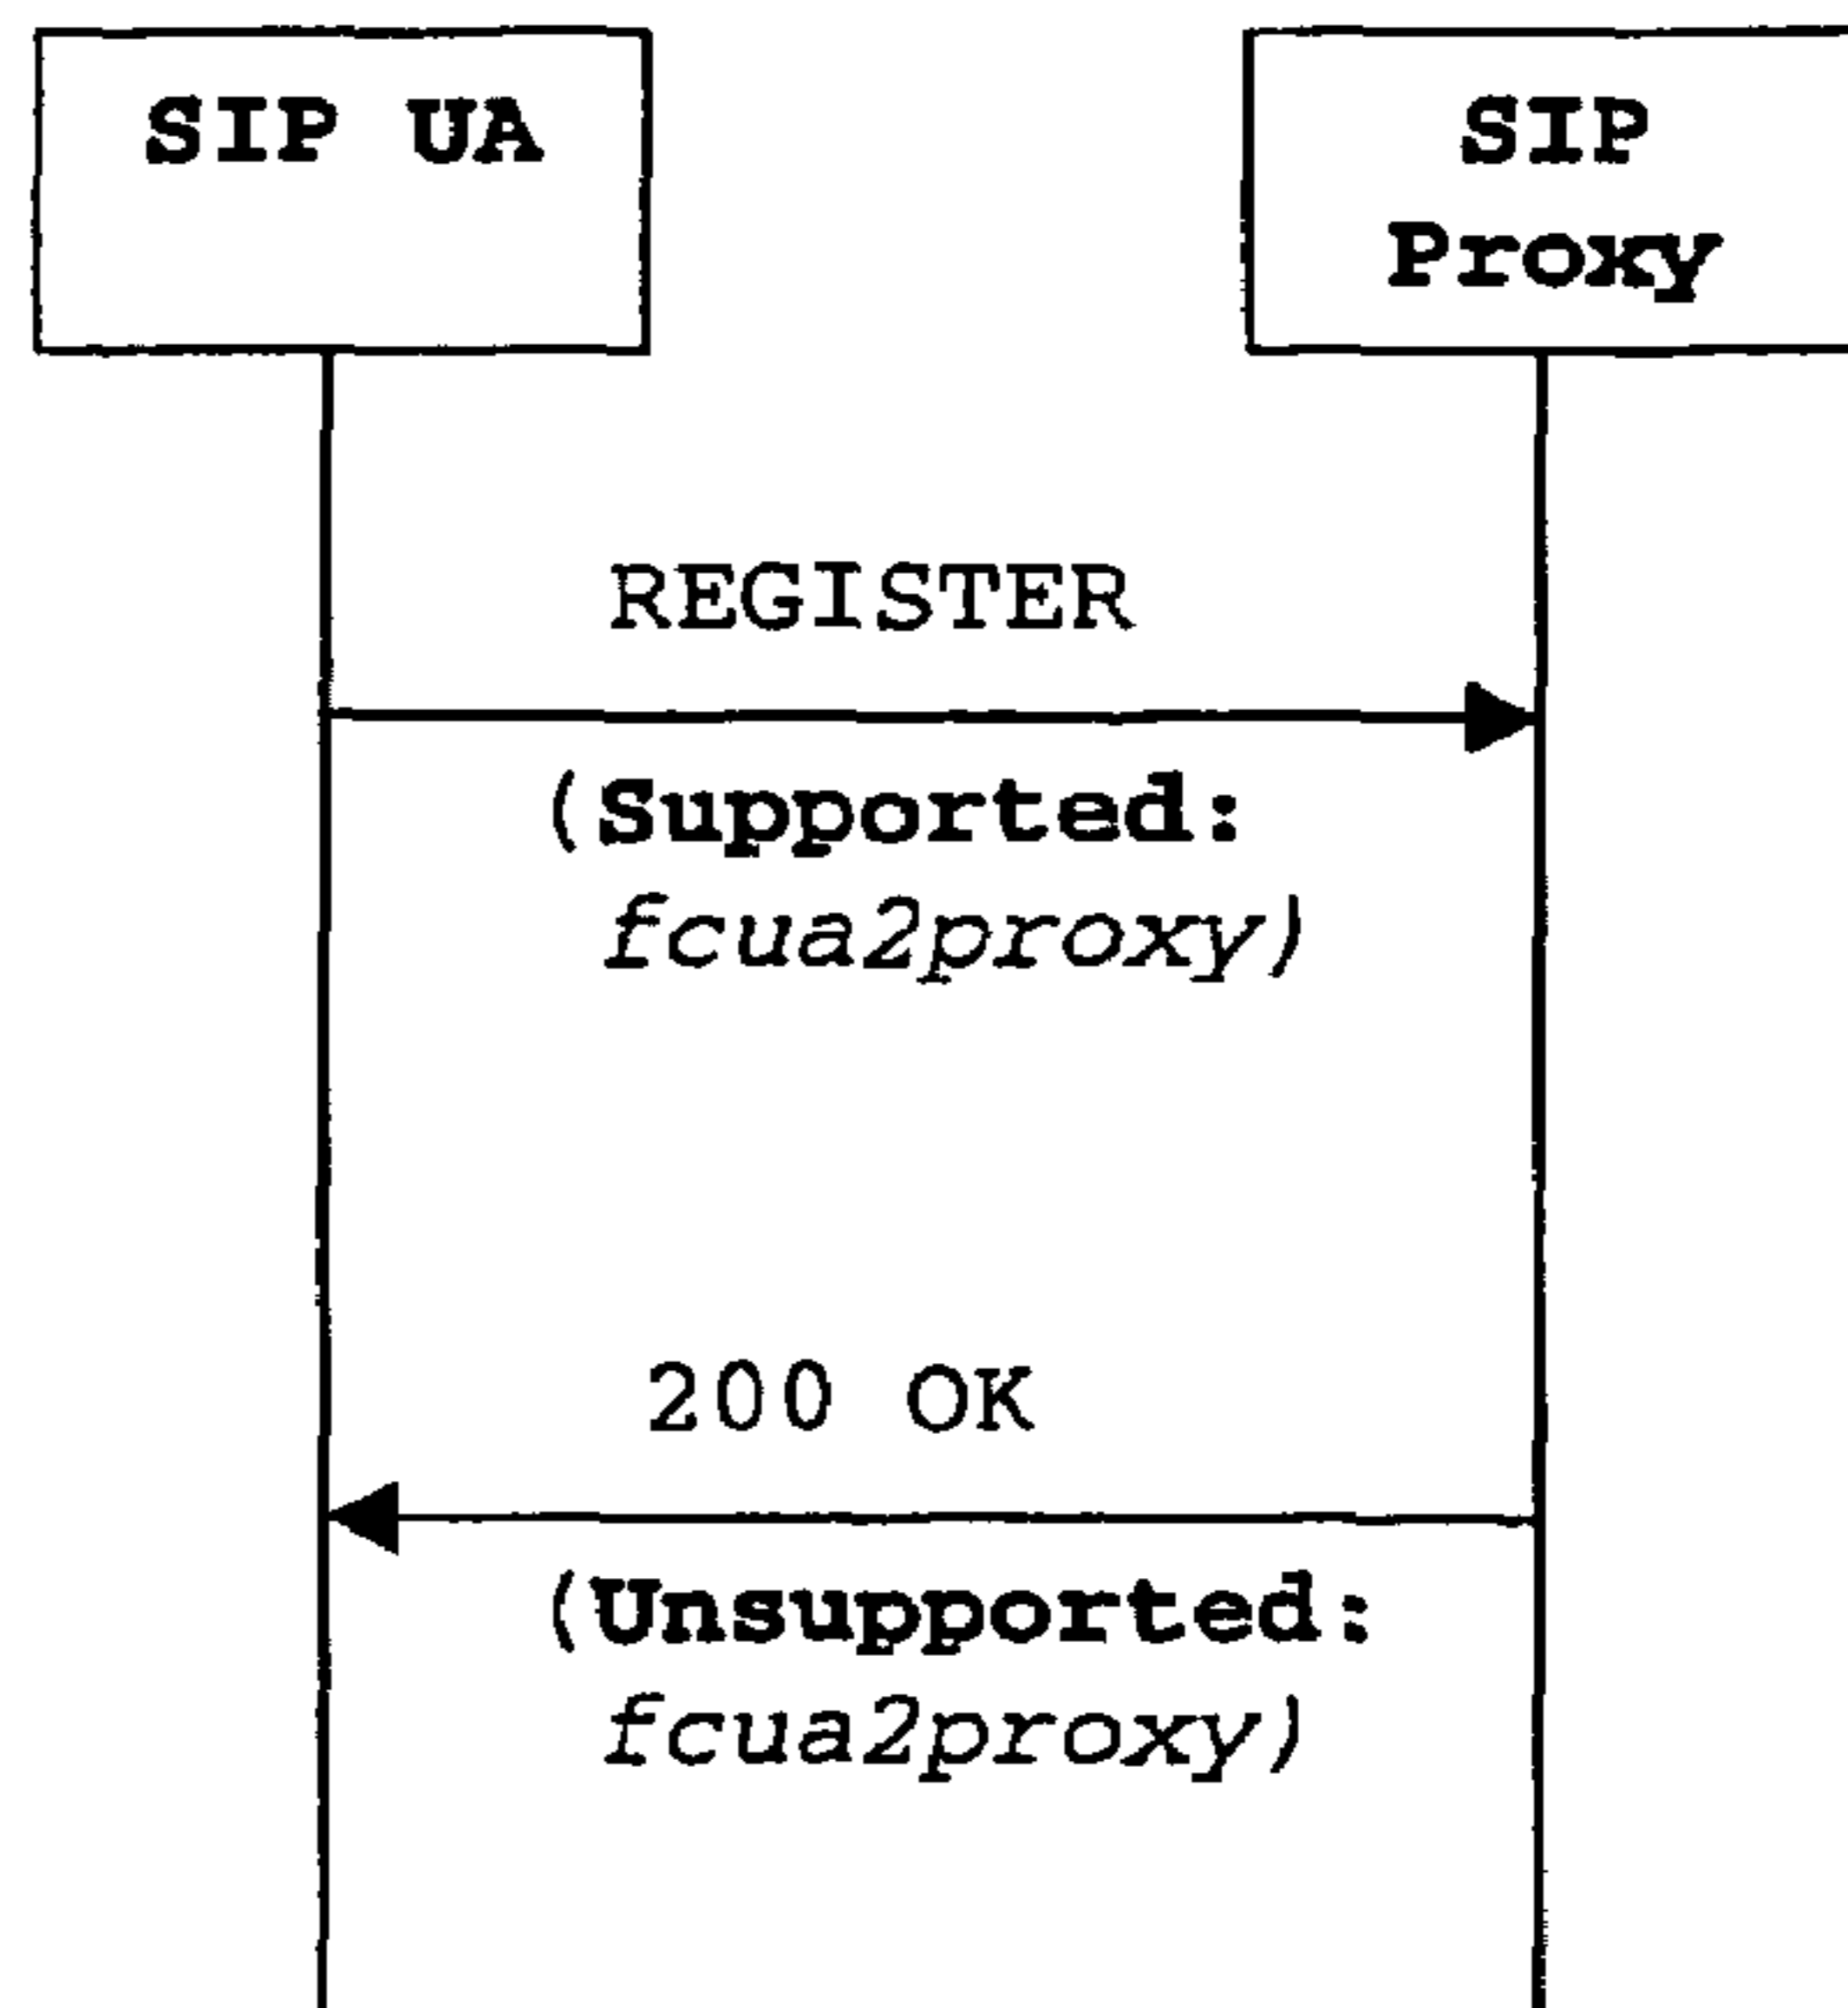 SIP UA
SIP
Proxy
REGISTER
(Supported:
fcua2proxy)
200 OK
(Unsupported:
fcua2proxy)